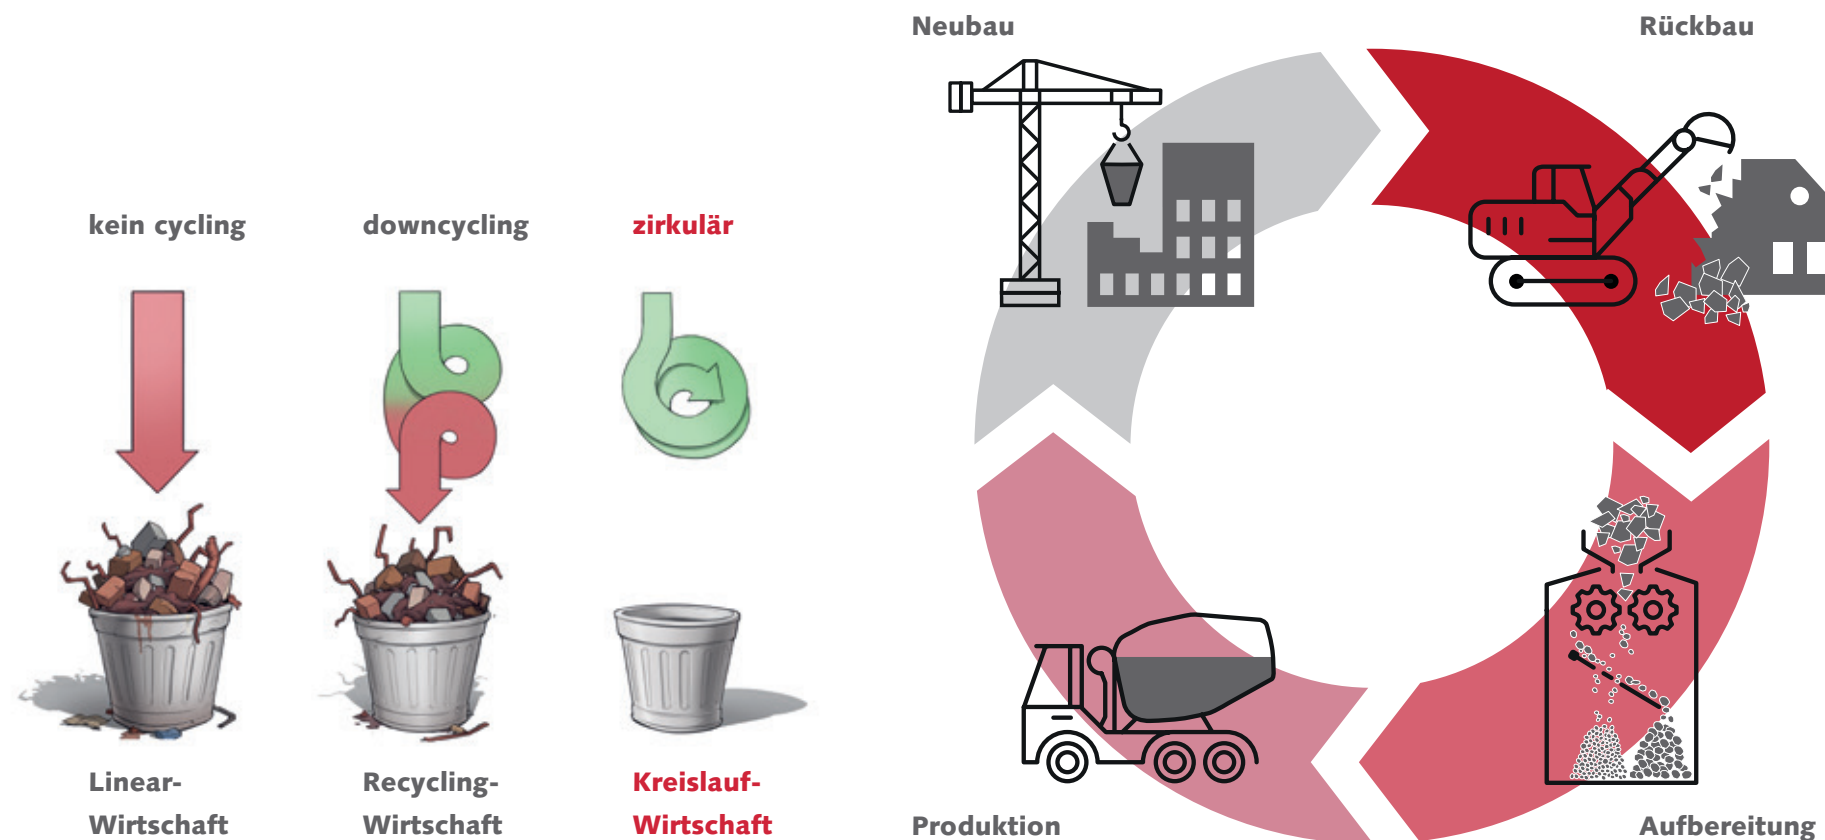 kein cycling
downcycling
zirkulär
Linear-
Wirtschaft
Recycling-
Wirtschaft
Kreislauf-
Wirtschaft
Neubau
Rückbau
Produktion
Aufbereitung